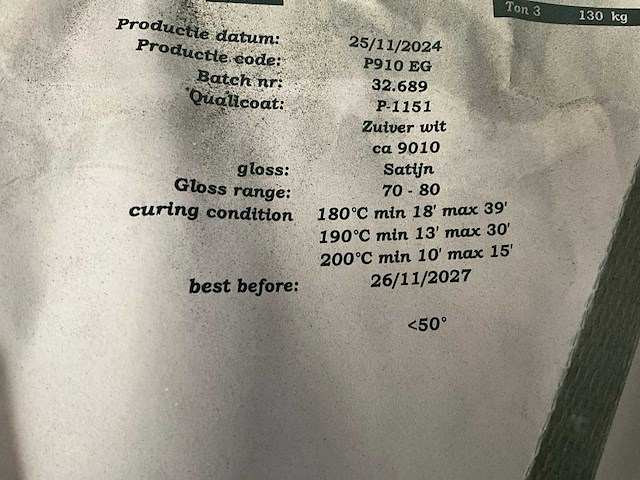 Ton 3 130 kg
Productie datum: 25/11/2024
Productie code: P910 EG
Batch nr: 32.689
Qualicoat: P-1151
Zuiver wit
ca 9010
gloss: Satijn
Gloss range: 70 - 80
curing condition 180°C min 18' max 39'
190°C min 13' max 30'
200°C min 10' max 15'
best before: 26/11/2027
<50°